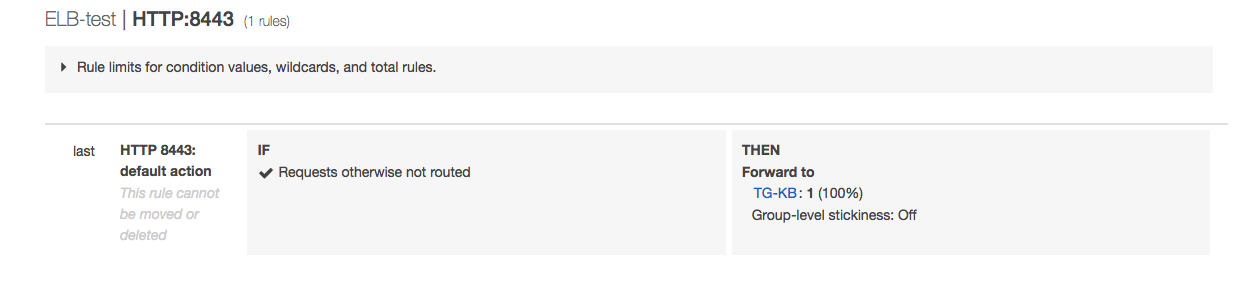 ELB-test | HTTP:8443 (1 rules)
Rule limits for condition values, wildcards, and total rules.
last
HTTP 8443:
default action
This rule cannot
be moved or
deleted
IF
Requests otherwise not routed
THEN
Forward to
TG-KB: 1 (100%)
Group-level stickiness: Off